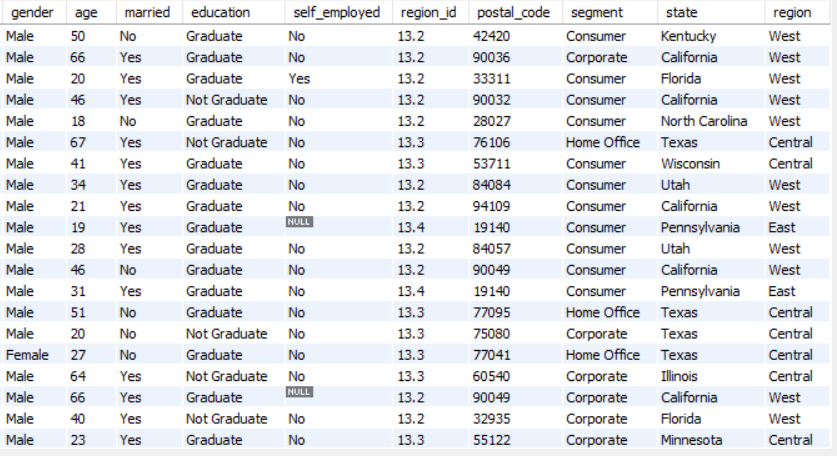 gender age married education self_employed region_id postal_code segment state region
Male 50 No Graduate No 13.2 42420 Consumer Kentucky West
Male 66 Yes Graduate No 13.2 90036 Corporate California West
Male 20 Yes Graduate Yes 13.2 33311 Consumer Florida West
Male 46 Yes Not Graduate No 13.2 90032 Consumer California West
Male 18 No Graduate No 13.2 28027 Consumer North Carolina West
Male 67 Yes Not Graduate No 13.3 76106 Home Office Texas Central
Male 41 Yes Graduate No 13.3 53711 Consumer Wisconsin Central
Male 34 Yes Graduate No 13.2 84084 Consumer Utah West
Male 21 Yes Graduate No 13.2 94109 Consumer California West
Male 19 Yes Graduate NULL 13.4 19140 Consumer Pennsylvania East
Male 28 Yes Graduate No 13.2 84057 Consumer Utah West
Male 46 No Graduate No 13.2 90049 Consumer California West
Male 31 Yes Graduate No 13.4 19140 Consumer Pennsylvania East
Male 51 No Graduate No 13.3 77095 Home Office Texas Central
Male 20 No Not Graduate No 13.3 75080 Corporate Texas Central
Female 27 No Graduate No 13.3 77041 Home Office Texas Central
Male 64 Yes Not Graduate No 13.3 60540 Corporate Illinois Central
Male 66 Yes Graduate NULL 13.2 90049 Corporate California West
Male 40 Yes Not Graduate No 13.2 32935 Corporate Florida West
Male 23 Yes Graduate No 13.3 55122 Corporate Minnesota Central